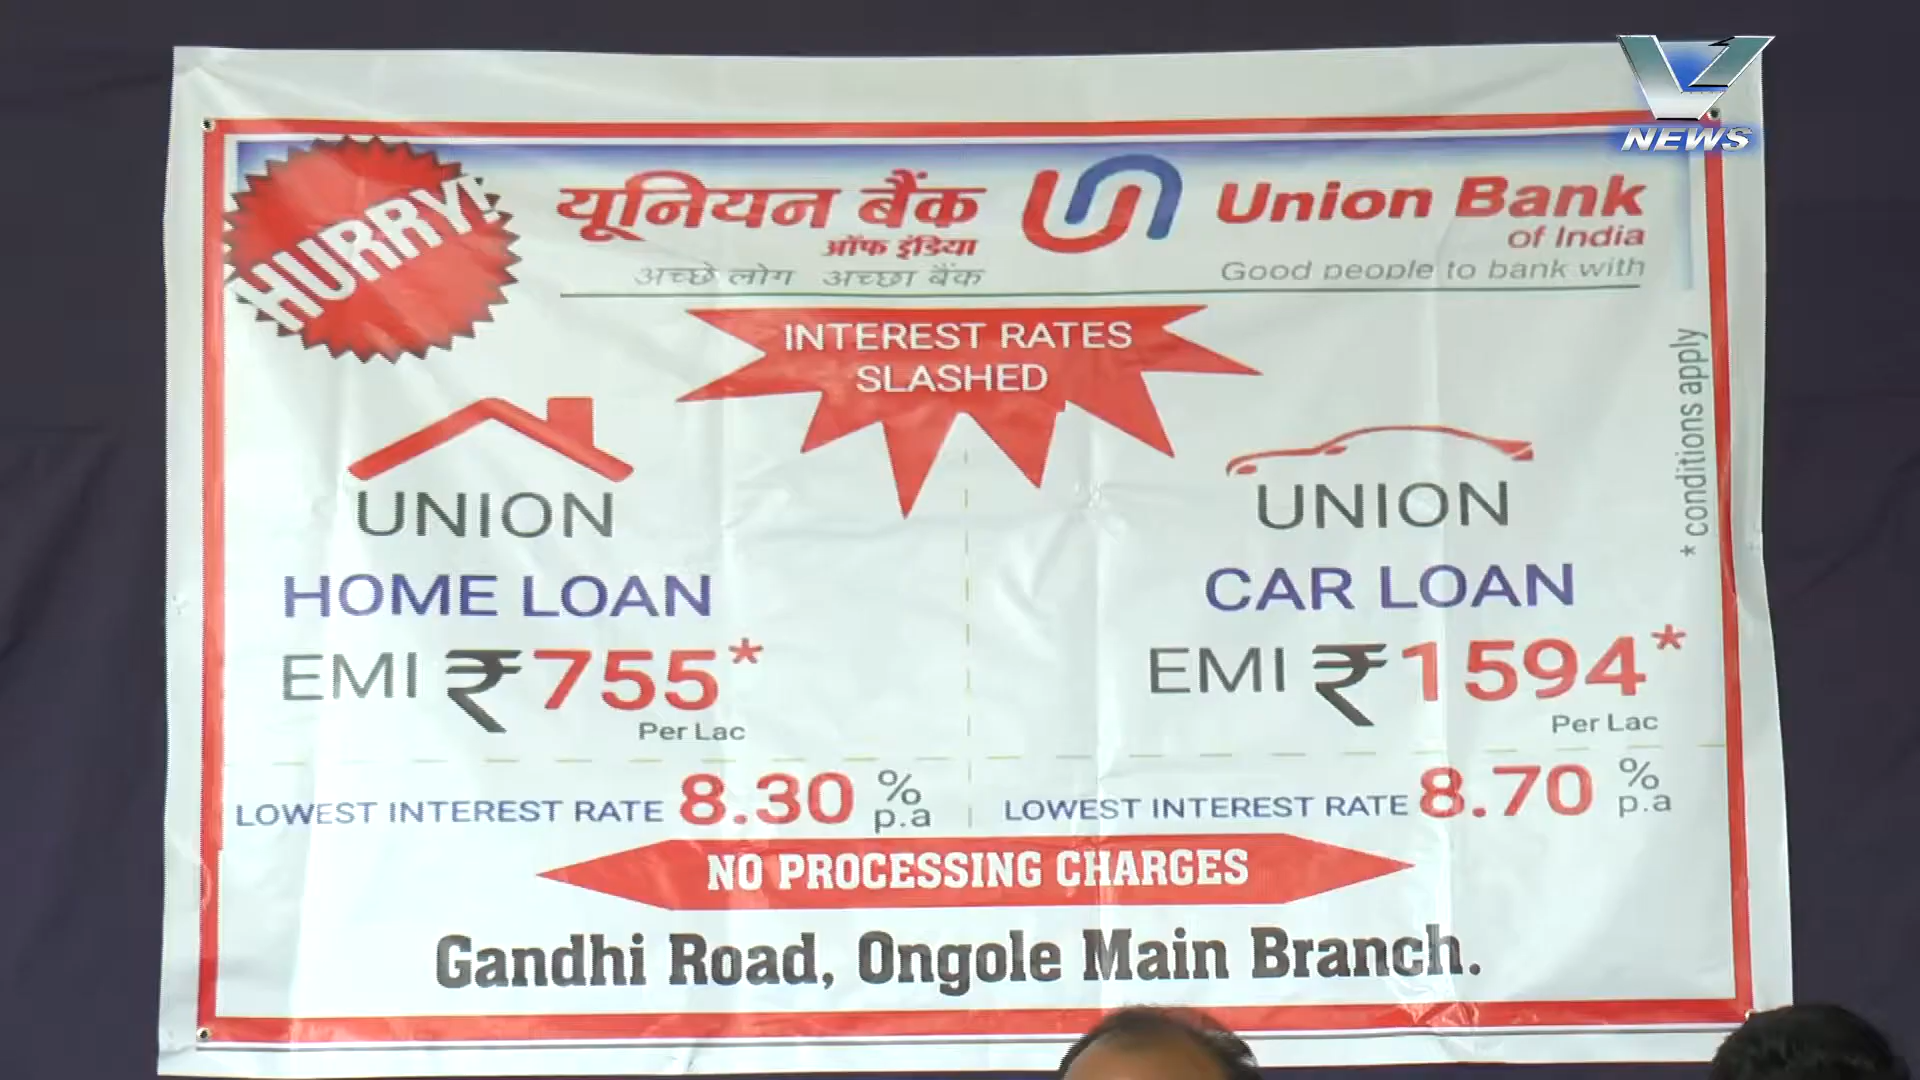 V1
NEWS
HURRY!
यूनियन बैंक
ऑफ इंडिया
अच्छे लोग अच्छा बैंक
Union Bank
of India
Good people to bank with
INTEREST RATES
SLASHED
* conditions apply
UNION
HOME LOAN
EMI ₹755*
Per Lac
LOWEST INTEREST RATE 8.30 % p.a
UNION
CAR LOAN
EMI ₹1594*
Per Lac
LOWEST INTEREST RATE 8.70 % p.a
NO PROCESSING CHARGES
Gandhi Road, Ongole Main Branch.